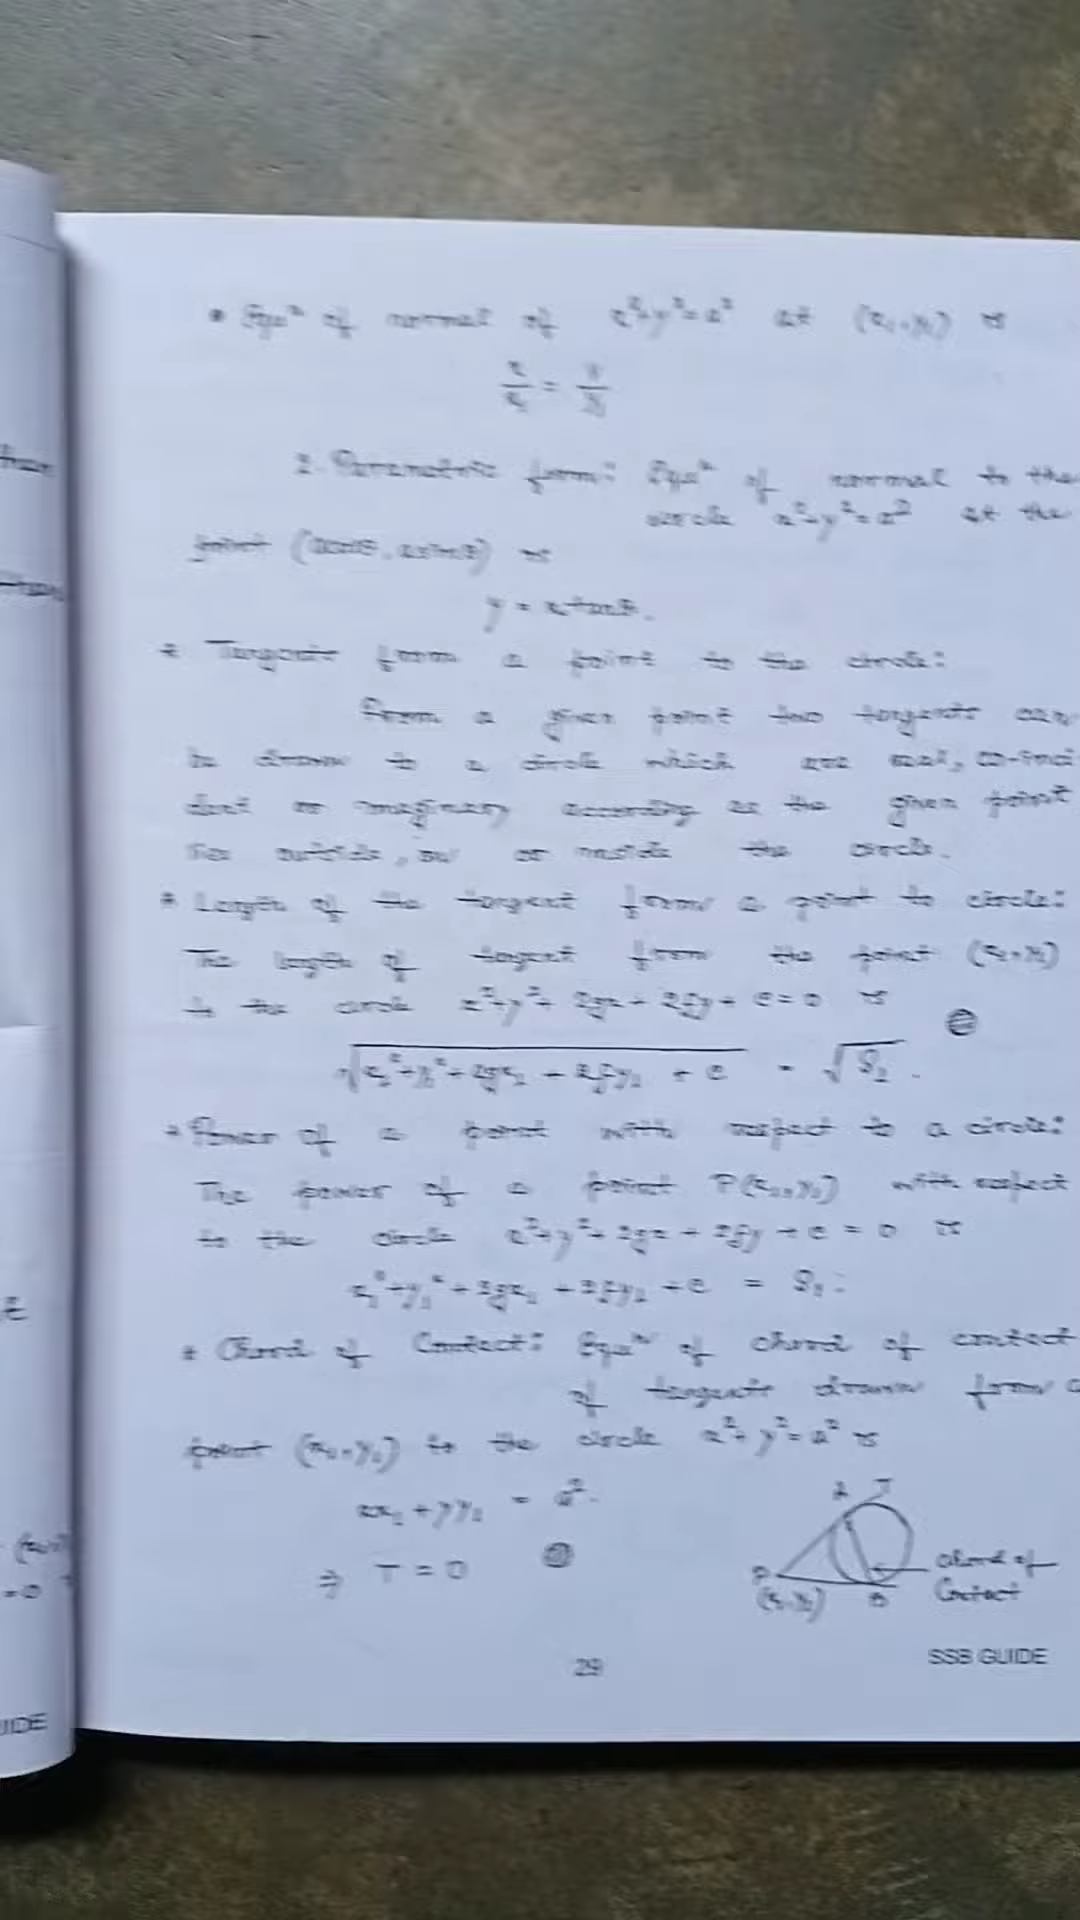 than
Equⁿ of normal of x²+y²=a² at (x₁,y₁) is
x/x₁ = y/y₁
2. Parametric form: Equⁿ of normal to the
circle x²+y²=a² at the
point (acosθ, asinθ) is
y = xtanθ.
* Tangents from a point to the circle:
From a given point two tangents can
be drawn to a circle which are real, co-inci
dent or imaginary according as the given point
lies outside, on or inside the circle.
* Length of the tangent from a point to circle:
The length of tangent from the point (x₁,y₁)
to the circle x²+y²+2gx+2fy+c=0 is
√x₁²+y₁²+2gx₁+2fy₁+c = √S₁.
* Power of a point with respect to a circle:
The power of a point P(x₁,y₁) with respect
to the circle x²+y²+2gx+2fy+c=0 is
x₁²+y₁²+2gx₁+2fy₁+c = S₁.
* Chord of Contact: Equⁿ of chord of contact
of tangents drawn from a
point (x₁,y₁) to the circle x²+y²=a² is
xx₁+yy₁ = a².
⇒ T=0
A T
P
(x₁,y₁)
B
Chord of
Contact
=0
29
SSB GUIDE
UIDE